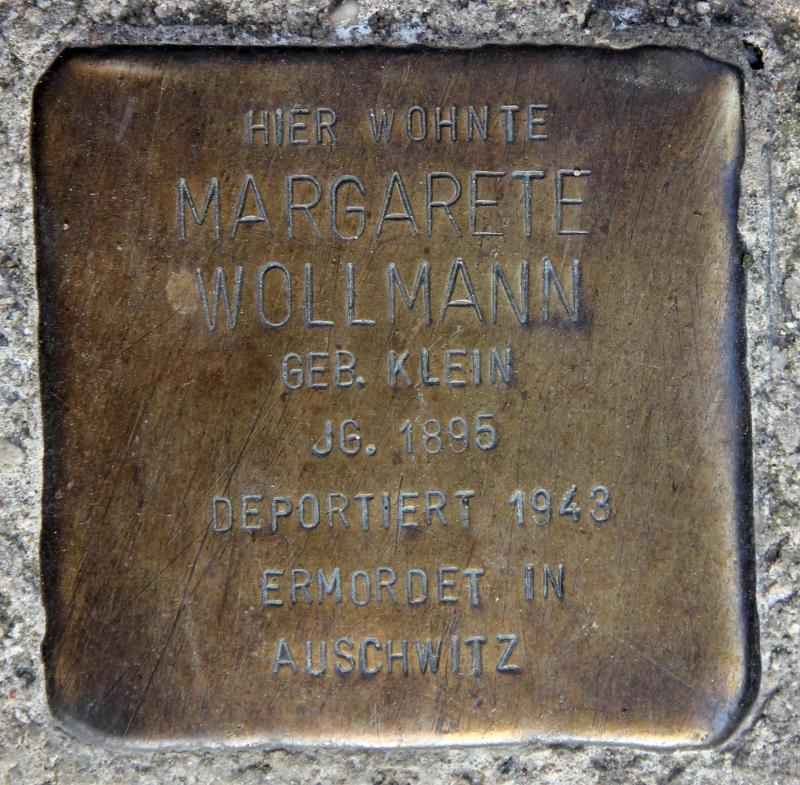 HIER WOHNTE
MARGARETE
WOLLMANN
GEB. KLEIN
JG. 1895
DEPORTIERT 1943
ERMORDET IN
AUSCHWITZ